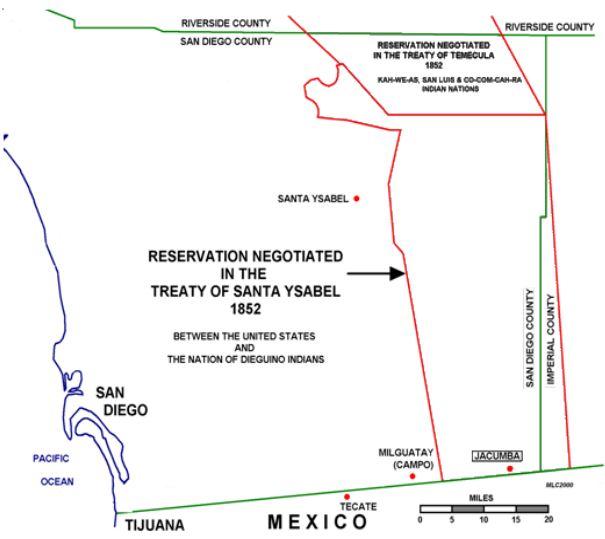 RIVERSIDE COUNTY
SAN DIEGO COUNTY
RIVERSIDE COUNTY
RESERVATION NEGOTIATED
IN THE TREATY OF TEMECULA
1852
KAH-WE-AS, SAN LUIS & CO-COM-CAH-RA
INDIAN NATIONS
SANTA YSABEL
RESERVATION NEGOTIATED
IN THE
TREATY OF SANTA YSABEL
1852
BETWEEN THE UNITED STATES
AND
THE NATION OF DIEGUINO INDIANS
SAN DIEGO COUNTY
IMPERIAL COUNTY
SAN
DIEGO
PACIFIC
OCEAN
MILGUATAY
(CAMPO)
JACUMBA
MLC2000
TECATE
TIJUANA
MEXICO
MILES
0 5 10 15 20